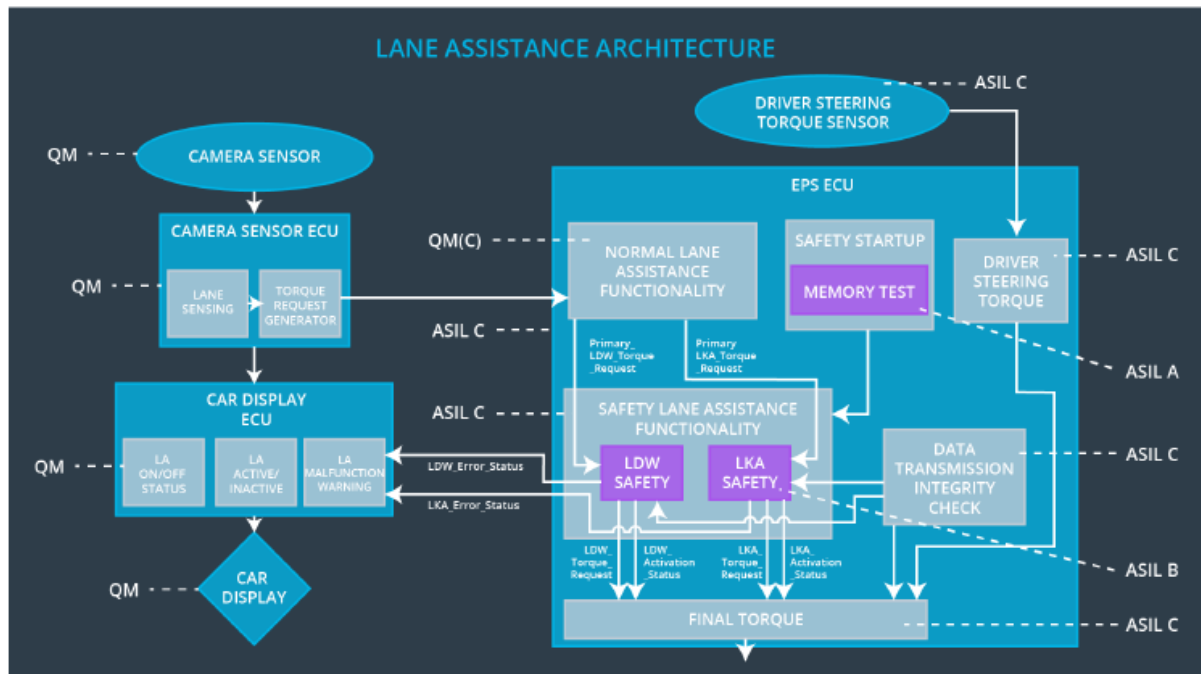 LANE ASSISTANCE ARCHITECTURE
ASIL C
DRIVER STEERING
TORQUE SENSOR
QM
CAMERA SENSOR
EPS ECU
CAMERA SENSOR ECU
QM(C)
NORMAL LANE
ASSISTANCE
FUNCTIONALITY
SAFETY STARTUP
MEMORY TEST
DRIVER
STEERING
TORQUE
ASIL C
QM
LANE
SENSING
TORQUE
REQUEST
GENERATOR
ASIL C
Primary_
LDW_Torque
_Request
Primary
LKA_Torque
_Request
ASIL A
CAR DISPLAY
ECU
ASIL C
SAFETY LANE ASSISTANCE
FUNCTIONALITY
QM
LA
ON/OFF
STATUS
LA
ACTIVE/
INACTIVE
LA
MALFUNCTION
WARNING
LDW_Error_Status
LKA_Error_Status
LDW
SAFETY
LKA
SAFETY
DATA
TRANSMISSION
INTEGRITY
CHECK
ASIL C
LDW_
Torque_
Request
LDW_
Activation
_Status
LKA_
Torque_
Request
LKA_
Activation
_Status
ASIL B
QM
CAR
DISPLAY
FINAL TORQUE
ASIL C